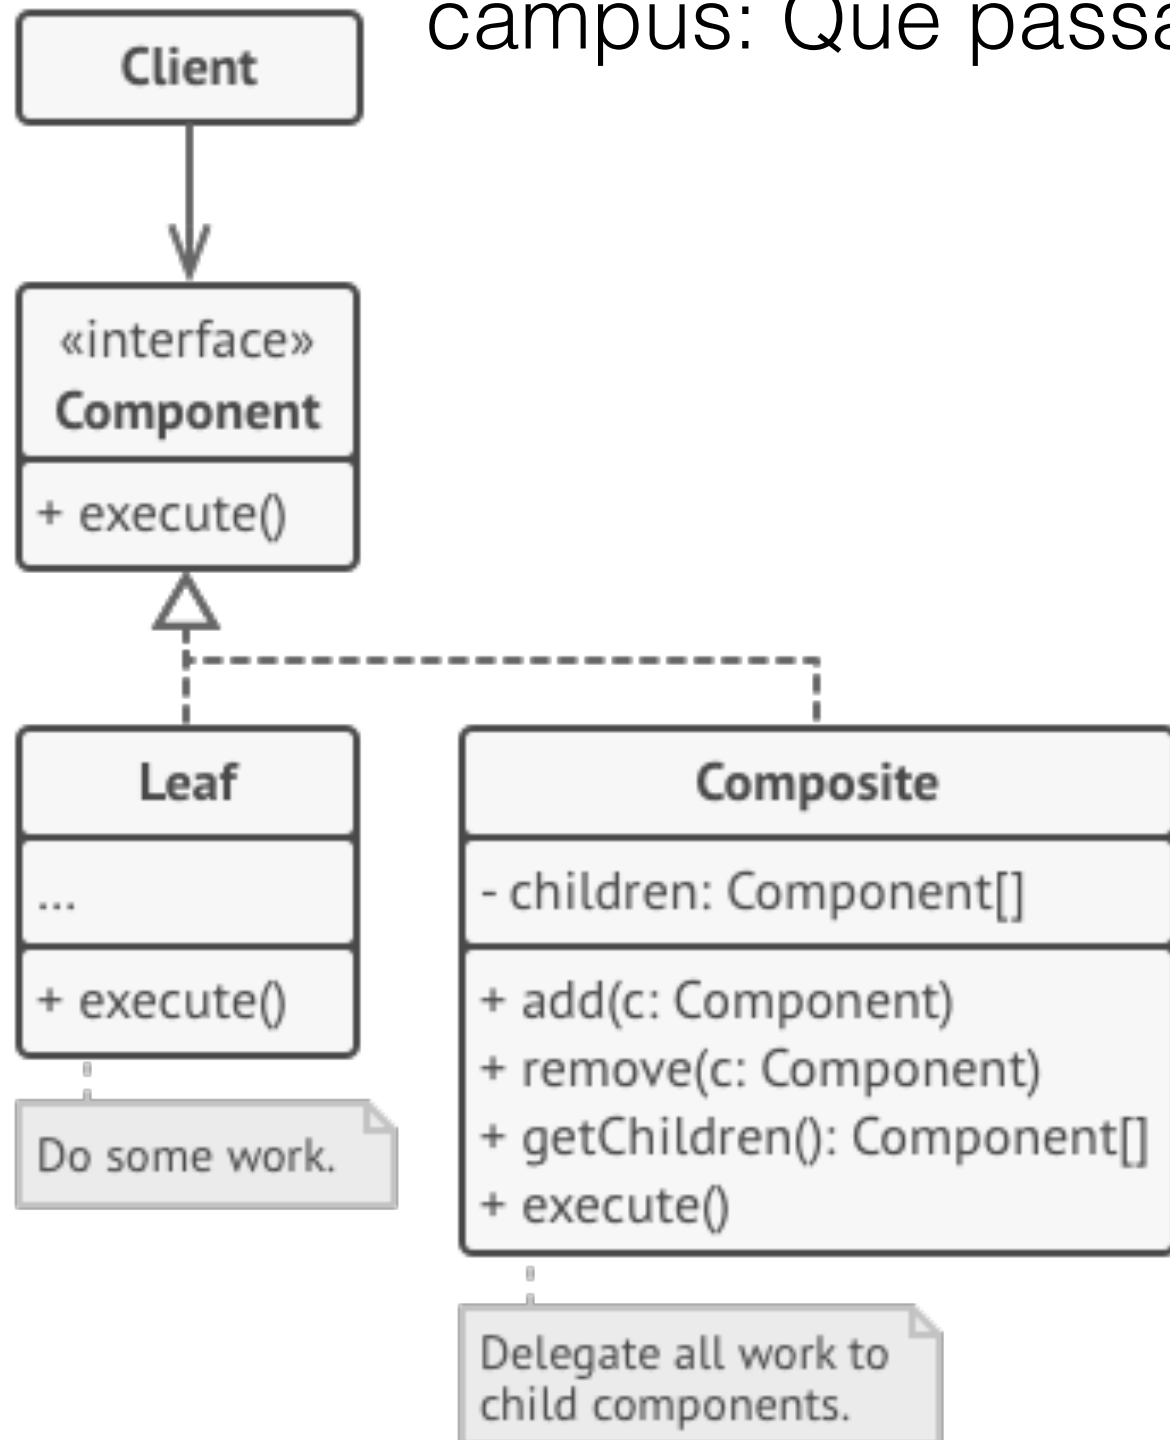 campus: Que passa
Client
«interface»
Component
+ execute()
Leaf
...
+ execute()
Do some work.
Composite
- children: Component[]
+ add(c: Component)
+ remove(c: Component)
+ getChildren(): Component[]
+ execute()
Delegate all work to
child components.